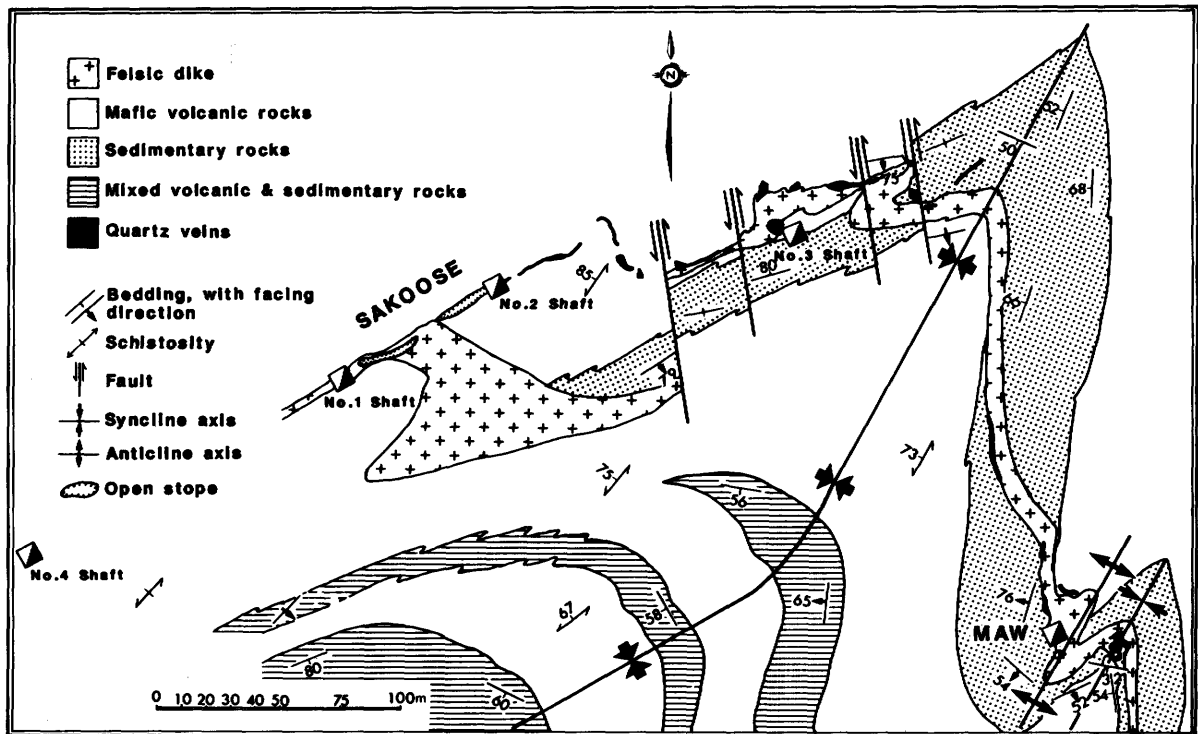 Felsic dike
Mafic volcanic rocks
Sedimentary rocks
Mixed volcanic & sedimentary rocks
Quartz veins
Bedding, with facing
direction
Schistosity
Fault
Syncline axis
Anticline axis
Open stope
N
SAKOOSE
No.1 Shaft
No.2 Shaft
No.3 Shaft
No.4 Shaft
MAW
52
50
68
75
80
85
75
73
56
65
67
58
80
76
54
52
54
0 10 20 30 40 50 75 100m